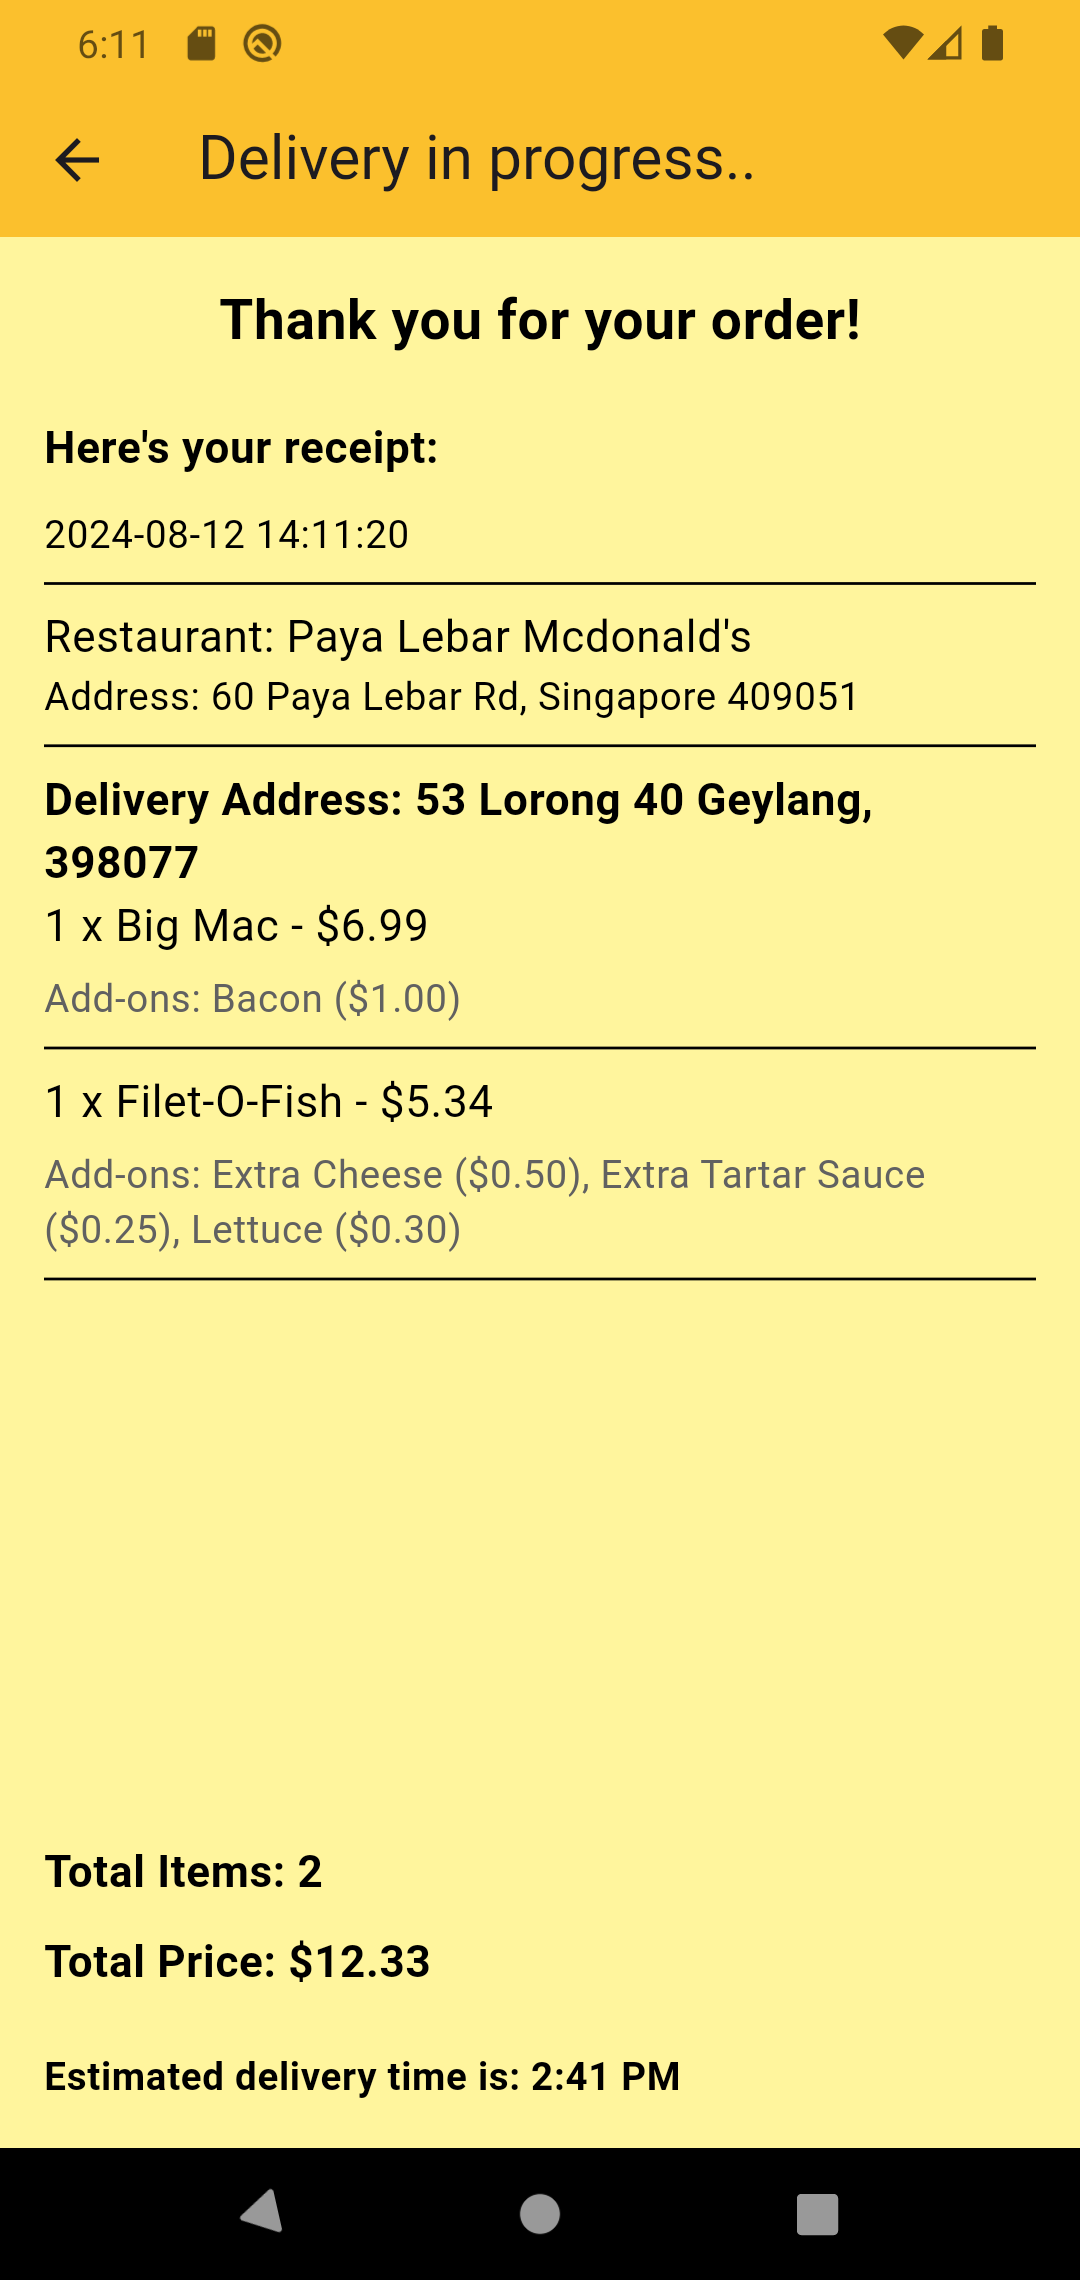 6:11
Delivery in progress..
Thank you for your order!
Here's your receipt:
2024-08-12 14:11:20
Restaurant: Paya Lebar Mcdonald's
Address: 60 Paya Lebar Rd, Singapore 409051
Delivery Address: 53 Lorong 40 Geylang,
398077
1 x Big Mac - $6.99
Add-ons: Bacon ($1.00)
1 x Filet-O-Fish - $5.34
Add-ons: Extra Cheese ($0.50), Extra Tartar Sauce
($0.25), Lettuce ($0.30)
Total Items: 2
Total Price: $12.33
Estimated delivery time is: 2:41 PM